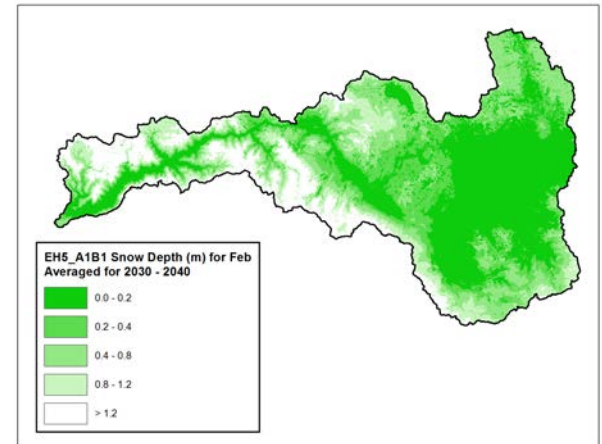 EH5_A1B1 Snow Depth (m) for Feb
Averaged for 2030 - 2040
0.0 - 0.2
0.2 - 0.4
0.4 - 0.8
0.8 - 1.2
> 1.2